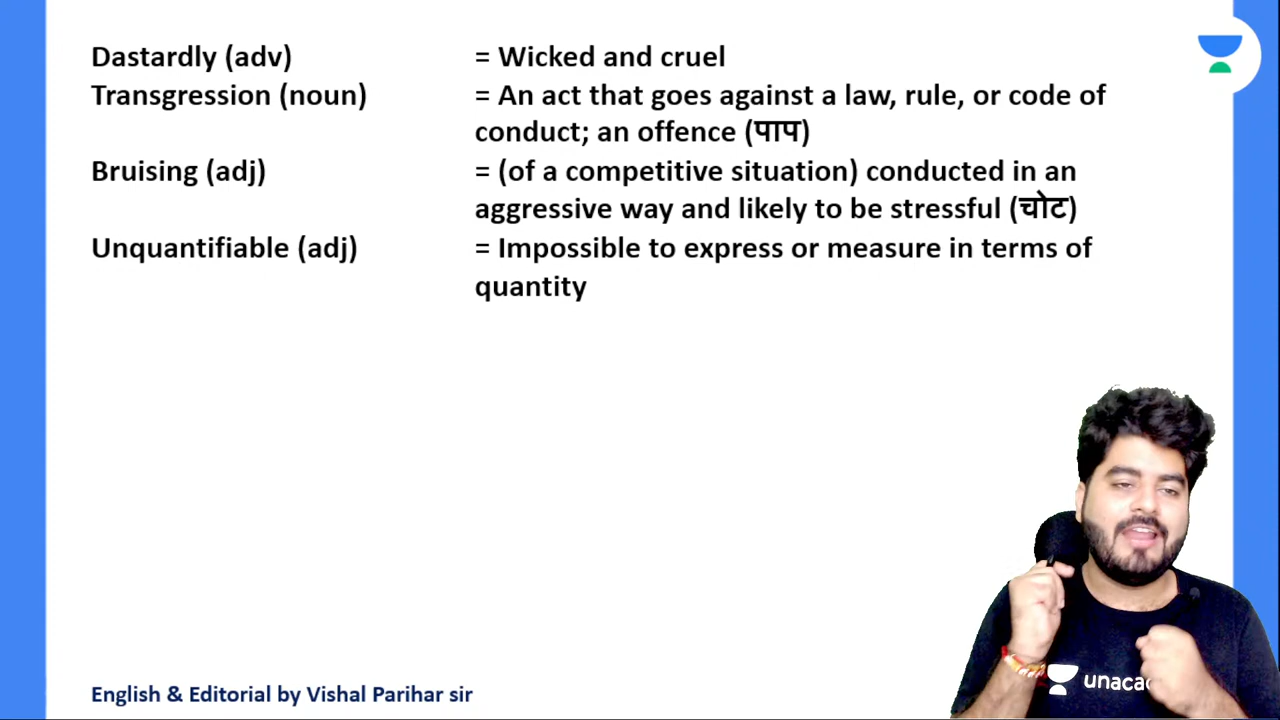 Dastardly (adv) = Wicked and cruel
Transgression (noun) = An act that goes against a law, rule, or code of
conduct; an offence (पाप)
Bruising (adj) = (of a competitive situation) conducted in an
aggressive way and likely to be stressful (चोट)
Unquantifiable (adj) = Impossible to express or measure in terms of
quantity
English & Editorial by Vishal Parihar sir